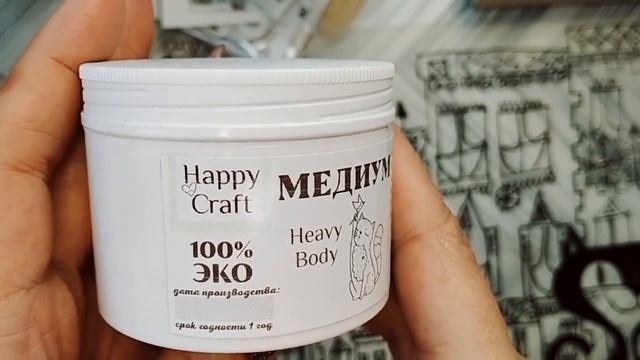 Happy
Craft
100%
ЭКО
дата производства:
срок годности 1 год
МЕДИУМ
Heavy
Body